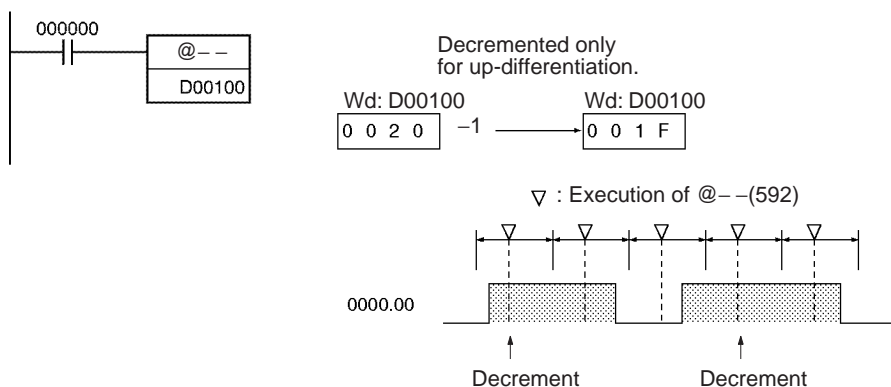 000000
@– –
D00100
Decremented only
for up-differentiation.
Wd: D00100
Wd: D00100
0 0 2 0
–1
0 0 1 F
▽ : Execution of @– –(592)
0000.00
Decrement
Decrement